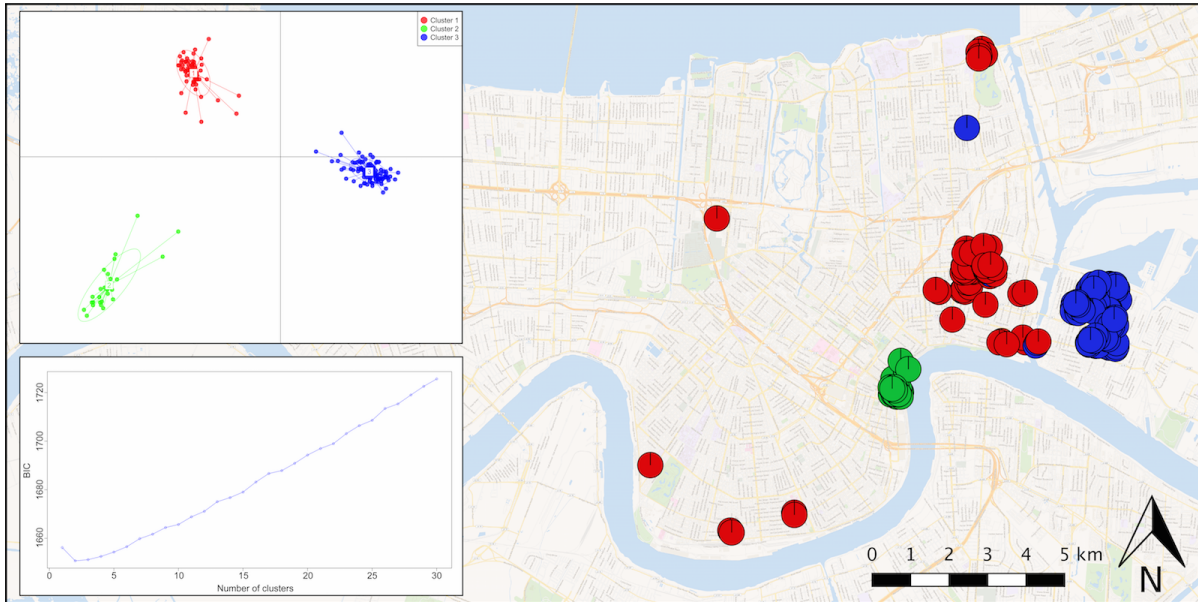 Cluster 1
Cluster 2
Cluster 3
BIC
1720
1700
1680
1660
0 5 10 15 20 25 30
Number of clusters
0 1 2 3 4 5 km
N